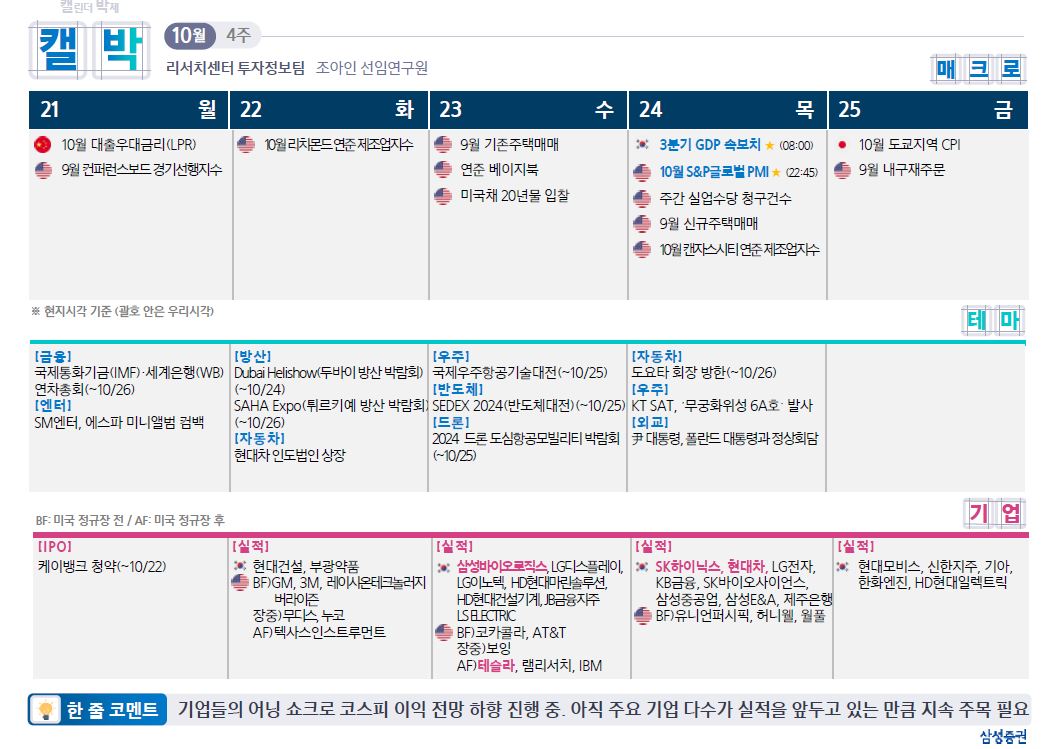 캘린더 박제
캘 박
10월 4주
리서치센터 투자정보팀 조아인 선임연구원
매크로
21 월
10월 대출우대금리(LPR)
9월 컨퍼런스보드 경기선행지수
22 화
10월 리치몬드 연준 제조업지수
23 수
9월 기존주택매매
연준 베이지북
미국채 20년물 입찰
24 목
3분기 GDP 속보치 ★ (08:00)
10월 S&P글로벌 PMI ★ (22:45)
주간 실업수당 청구건수
9월 신규주택매매
10월 캔자스시티 연준 제조업지수
25 금
10월 도쿄지역 CPI
9월 내구재주문
※ 현지시각 기준 (괄호 안은 우리시각)
테마
[금융]
국제통화기금(IMF)·세계은행(WB)
연차총회(~10/26)
[엔터]
SM엔터, 에스파 미니앨범 컴백
[방산]
Dubai Helishow(두바이 방산 박람회)
(~10/24)
SAHA Expo(튀르키예 방산 박람회)
(~10/26)
[자동차]
현대차 인도법인 상장
[우주]
국제우주항공기술대전(~10/25)
[반도체]
SEDEX 2024(반도체대전)(~10/25)
[드론]
2024 드론 도심항공모빌리티 박람회
(~10/25)
[자동차]
도요타 회장 방한(~10/26)
[우주]
KT SAT, '무궁화위성 6A호' 발사
[외교]
尹 대통령, 폴란드 대통령과 정상회담
BF: 미국 정규장 전 / AF: 미국 정규장 후
기업
[IPO]
케이뱅크 청약(~10/22)
[실적]
현대건설, 부광약품
BF)GM, 3M, 레이시온테크놀러지
버라이즌
장중)무디스, 누코
AF)텍사스인스트루먼트
[실적]
삼성바이오로직스, LG디스플레이,
LG이노텍, HD현대마린솔루션,
HD현대건설기계, JB금융지주
LS ELECTRIC
BF)코카콜라, AT&T
장중)보잉
AF)테슬라, 램리서치, IBM
[실적]
SK하이닉스, 현대차, LG전자,
KB금융, SK바이오사이언스,
삼성중공업, 삼성E&A, 제주은행
BF)유니언퍼시픽, 허니웰, 월풀
[실적]
현대모비스, 신한지주, 기아,
한화엔진, HD현대일렉트릭
한 줄 코멘트 기업들의 어닝 쇼크로 코스피 이익 전망 하향 진행 중. 아직 주요 기업 다수가 실적을 앞두고 있는 만큼 지속 주목 필요
삼성증권